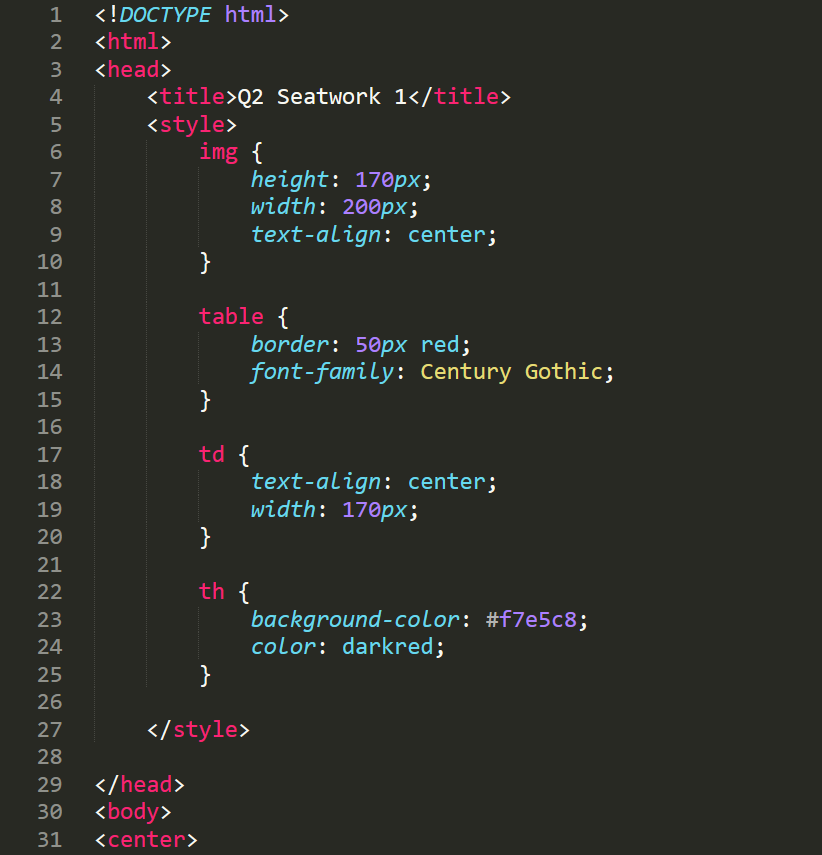 1 <!DOCTYPE html>
2 <html>
3 <head>
4     <title>Q2 Seatwork 1</title>
5     <style>
6         img {
7             height: 170px;
8             width: 200px;
9             text-align: center;
10         }
11
12         table {
13             border: 50px red;
14             font-family: Century Gothic;
15         }
16
17         td {
18             text-align: center;
19             width: 170px;
20         }
21
22         th {
23             background-color: #f7e5c8;
24             color: darkred;
25         }
26
27     </style>
28
29 </head>
30 <body>
31 <center>